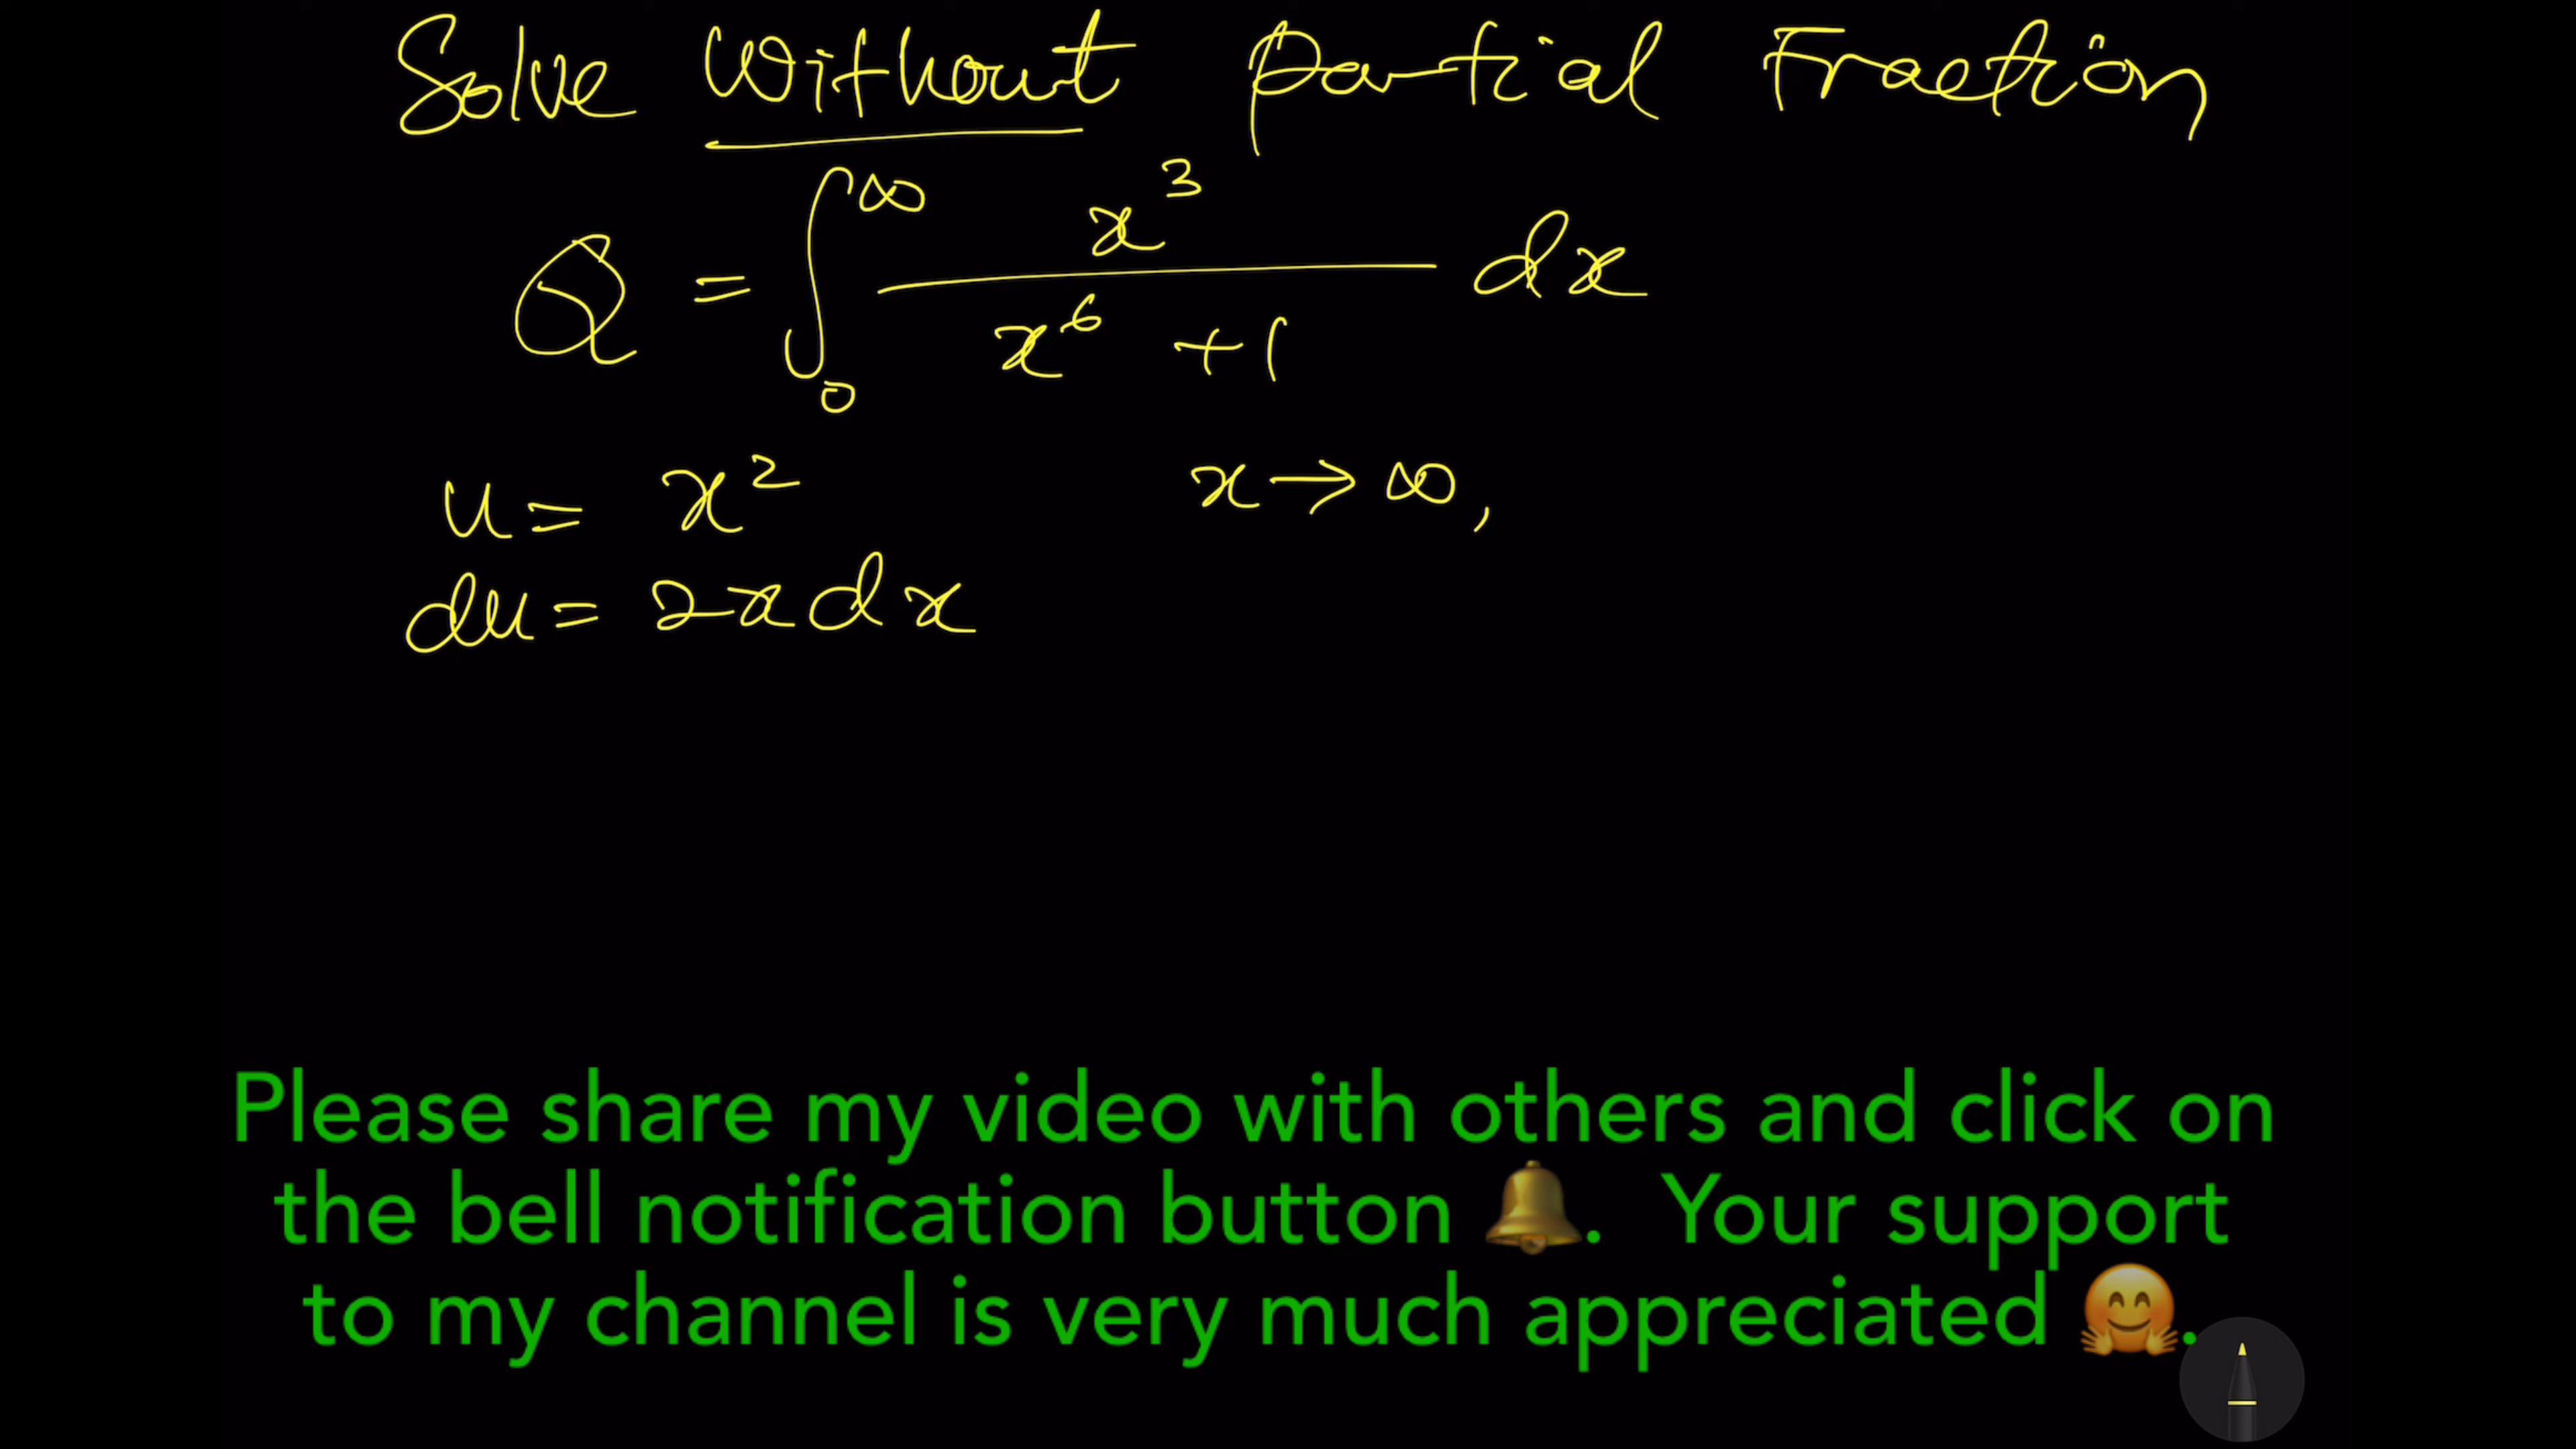 Solve Without Partial Fraction
Q = ∫₀^∞ x³ / (x⁶ + 1) dx
u = x² x → ∞,
du = 2x dx
Please share my video with others and click on
the bell notification button 🔔. Your support
to my channel is very much appreciated 🤗.